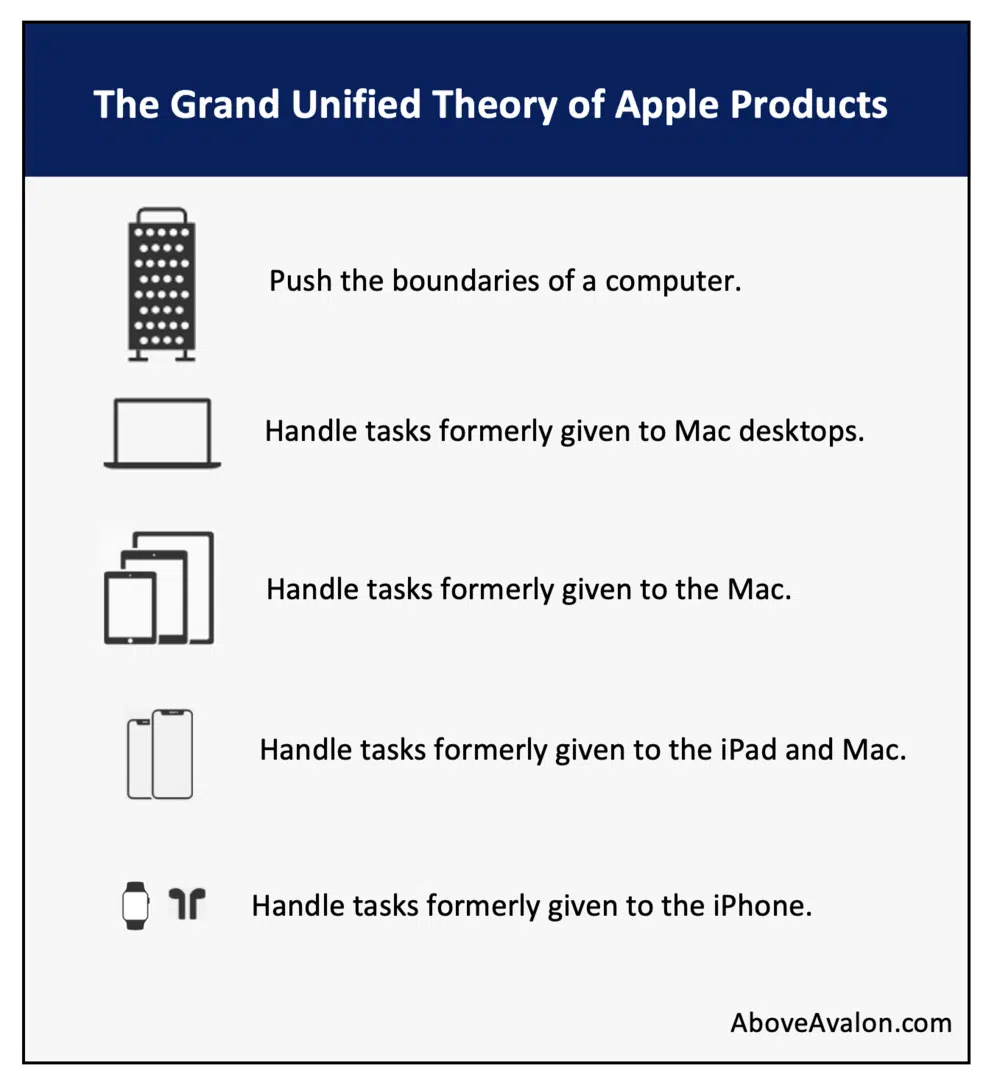 The Grand Unified Theory of Apple Products
Push the boundaries of a computer.
Handle tasks formerly given to Mac desktops.
Handle tasks formerly given to the Mac.
Handle tasks formerly given to the iPad and Mac.
Handle tasks formerly given to the iPhone.
AboveAvalon.com